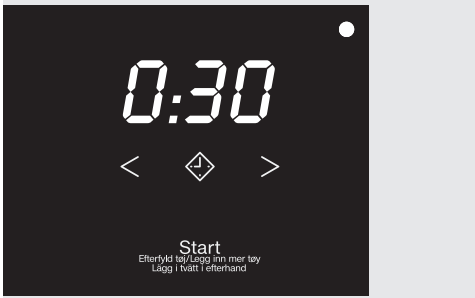 0:30
< >
Start
Efterfyld tøj/Legg inn mer tøy
Lägg i tvätt i efterhand